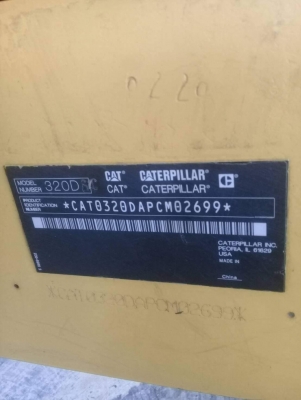 0220
MODEL NUMBER 320D
CAT CATERPILLAR C
CAT® CATERPILLAR®
PRODUCT IDENTIFICATION NUMBER
*CAT0320DAPCM02699*
CATERPILLAR INC.
PEORIA, IL 61629
USA
MADE IN
CHINA